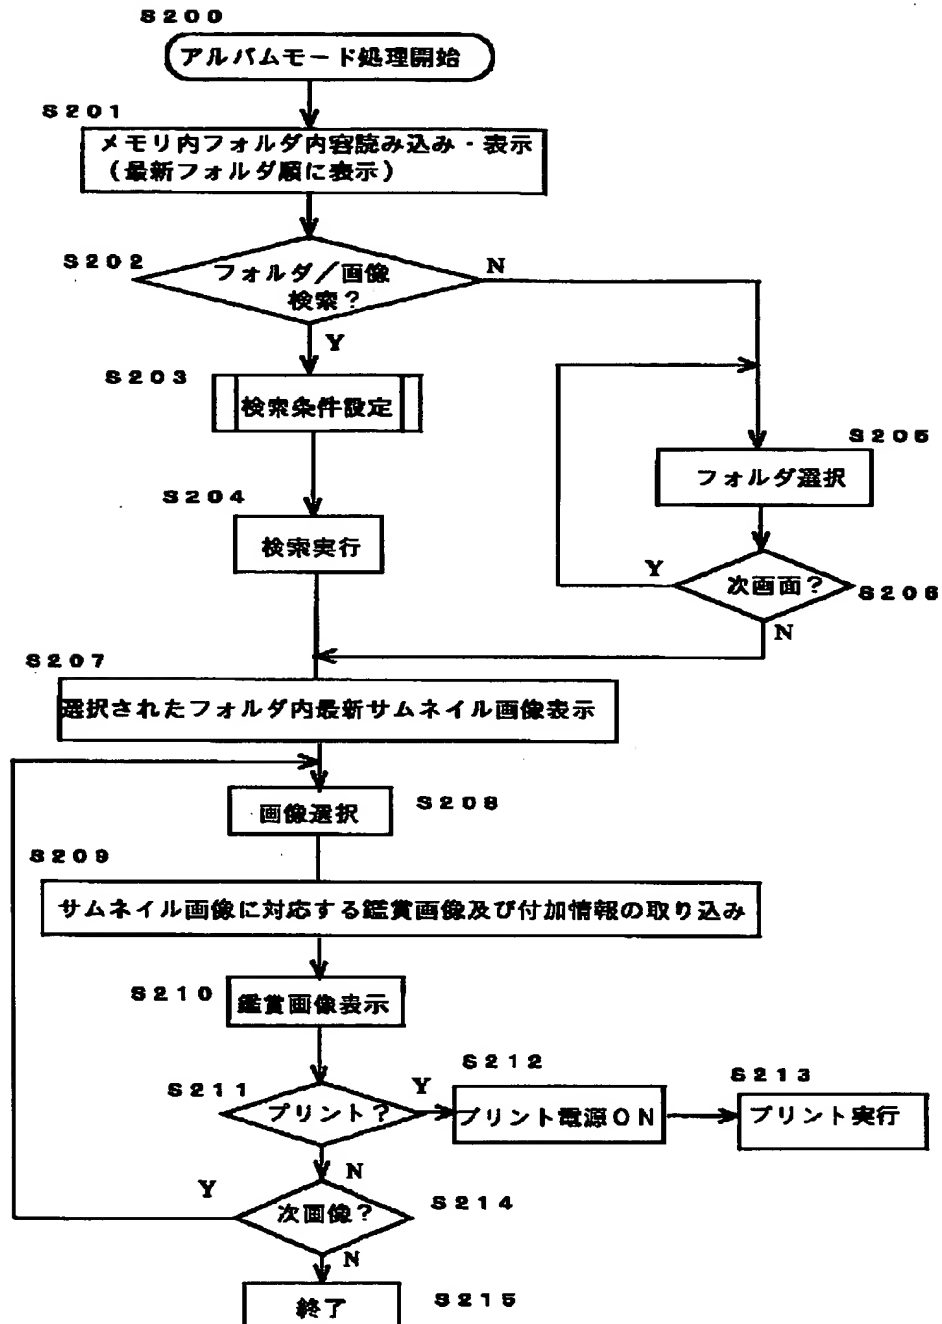 S200
アルバムモード処理開始
S201
メモリ内フォルダ内容読み込み・表示
(最新フォルダ順に表示)
S202
フォルダ/画像
検索?
N
Y
S203
検索条件設定
S205
フォルダ選択
S204
検索実行
Y
次画面?
S206
N
S207
選択されたフォルダ内最新サムネイル画像表示
画像選択
S208
S209
サムネイル画像に対応する鑑賞画像及び付加情報の取り込み
S210
鑑賞画像表示
S211
プリント?
Y
S212
プリント電源ON
S213
プリント実行
N
Y
次画像?
S214
N
終了
S215